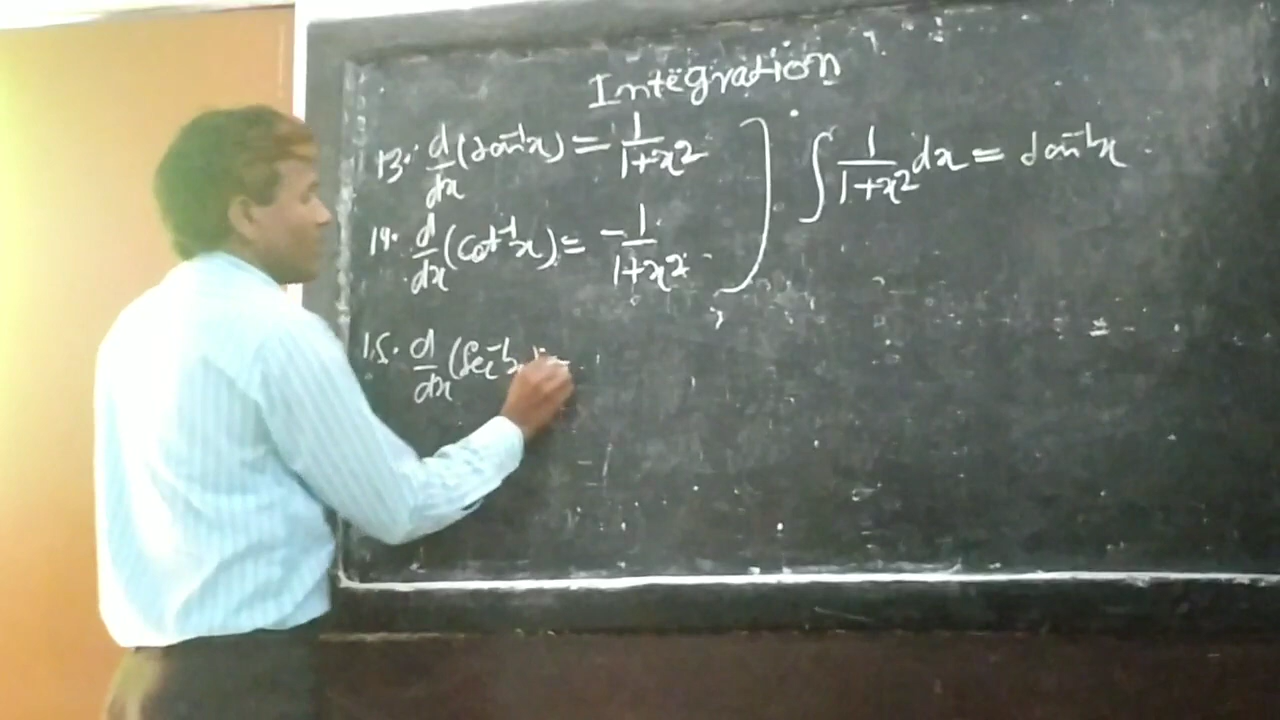 Integration
13. d/dx (tan⁻¹x) = 1/1+x²
∫ 1/1+x² dx = tan⁻¹x
14. d/dx (cot⁻¹x) = -1/1+x²
15. d/dx (Sec⁻¹